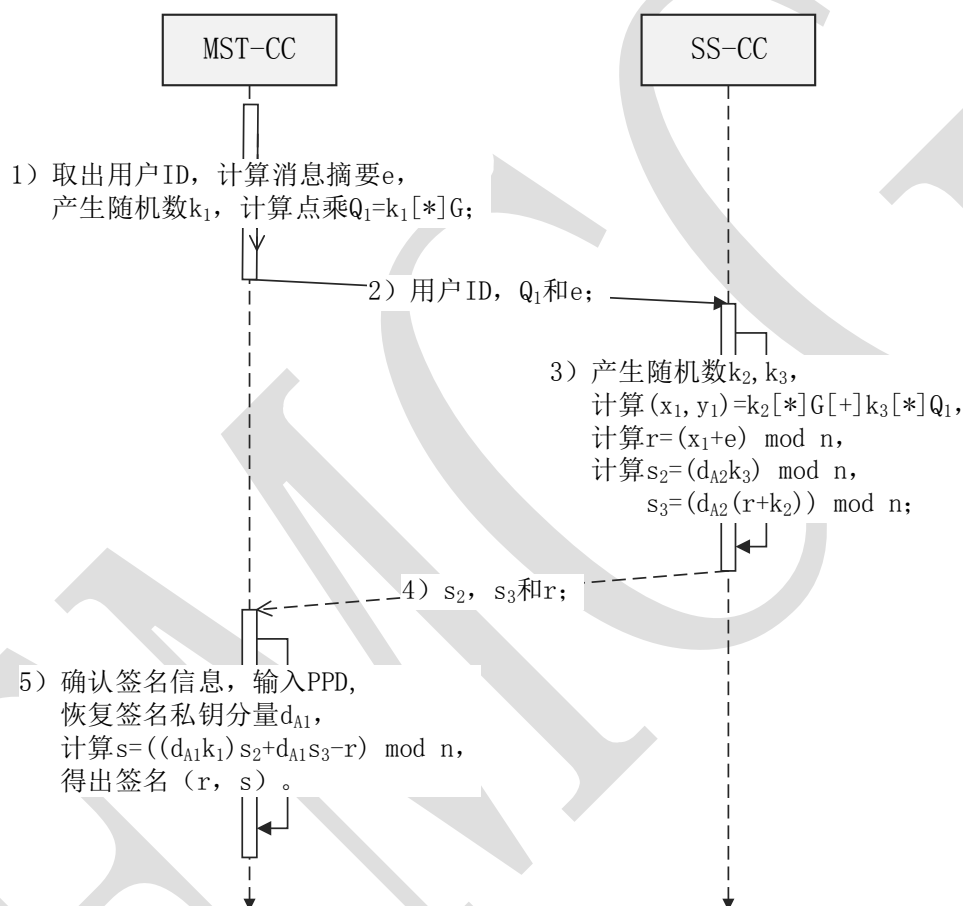 MST-CC
SS-CC
1）取出用户ID，计算消息摘要e，
产生随机数k₁，计算点乘Q₁=k₁[*]G；
2）用户ID，Q₁和e；
3）产生随机数k₂,k₃，
计算(x₁,y₁)=k₂[*]G[+]k₃[*]Q₁，
计算r=(x₁+e) mod n，
计算s₂=(d_A2k₃) mod n，
s₃=(d_A2(r+k₂)) mod n；
4）s₂，s₃和r；
5）确认签名信息，输入PPD，
恢复签名私钥分量d_A1，
计算s=((d_A1k₁)s₂+d_A1s₃-r) mod n，
得出签名（r，s）。